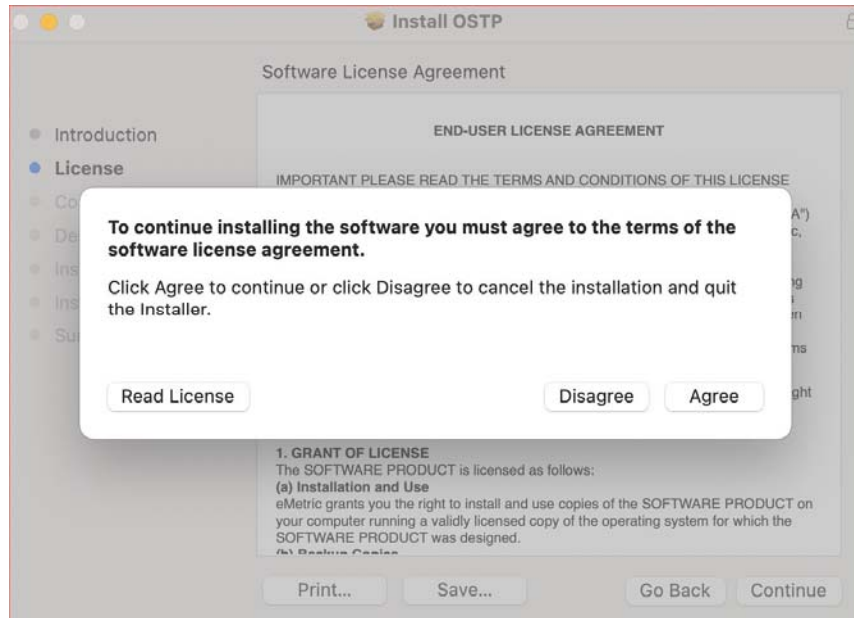 Install OSTP
Software License Agreement
Introduction
License
END-USER LICENSE AGREEMENT
IMPORTANT PLEASE READ THE TERMS AND CONDITIONS OF THIS LICENSE
To continue installing the software you must agree to the terms of the
software license agreement.
Click Agree to continue or click Disagree to cancel the installation and quit
the Installer.
Read License
Disagree
Agree
1. GRANT OF LICENSE
The SOFTWARE PRODUCT is licensed as follows:
(a) Installation and Use
eMetric grants you the right to install and use copies of the SOFTWARE PRODUCT on
your computer running a validly licensed copy of the operating system for which the
SOFTWARE PRODUCT was designed.
(b) Backup Copies
Print...
Save...
Go Back
Continue